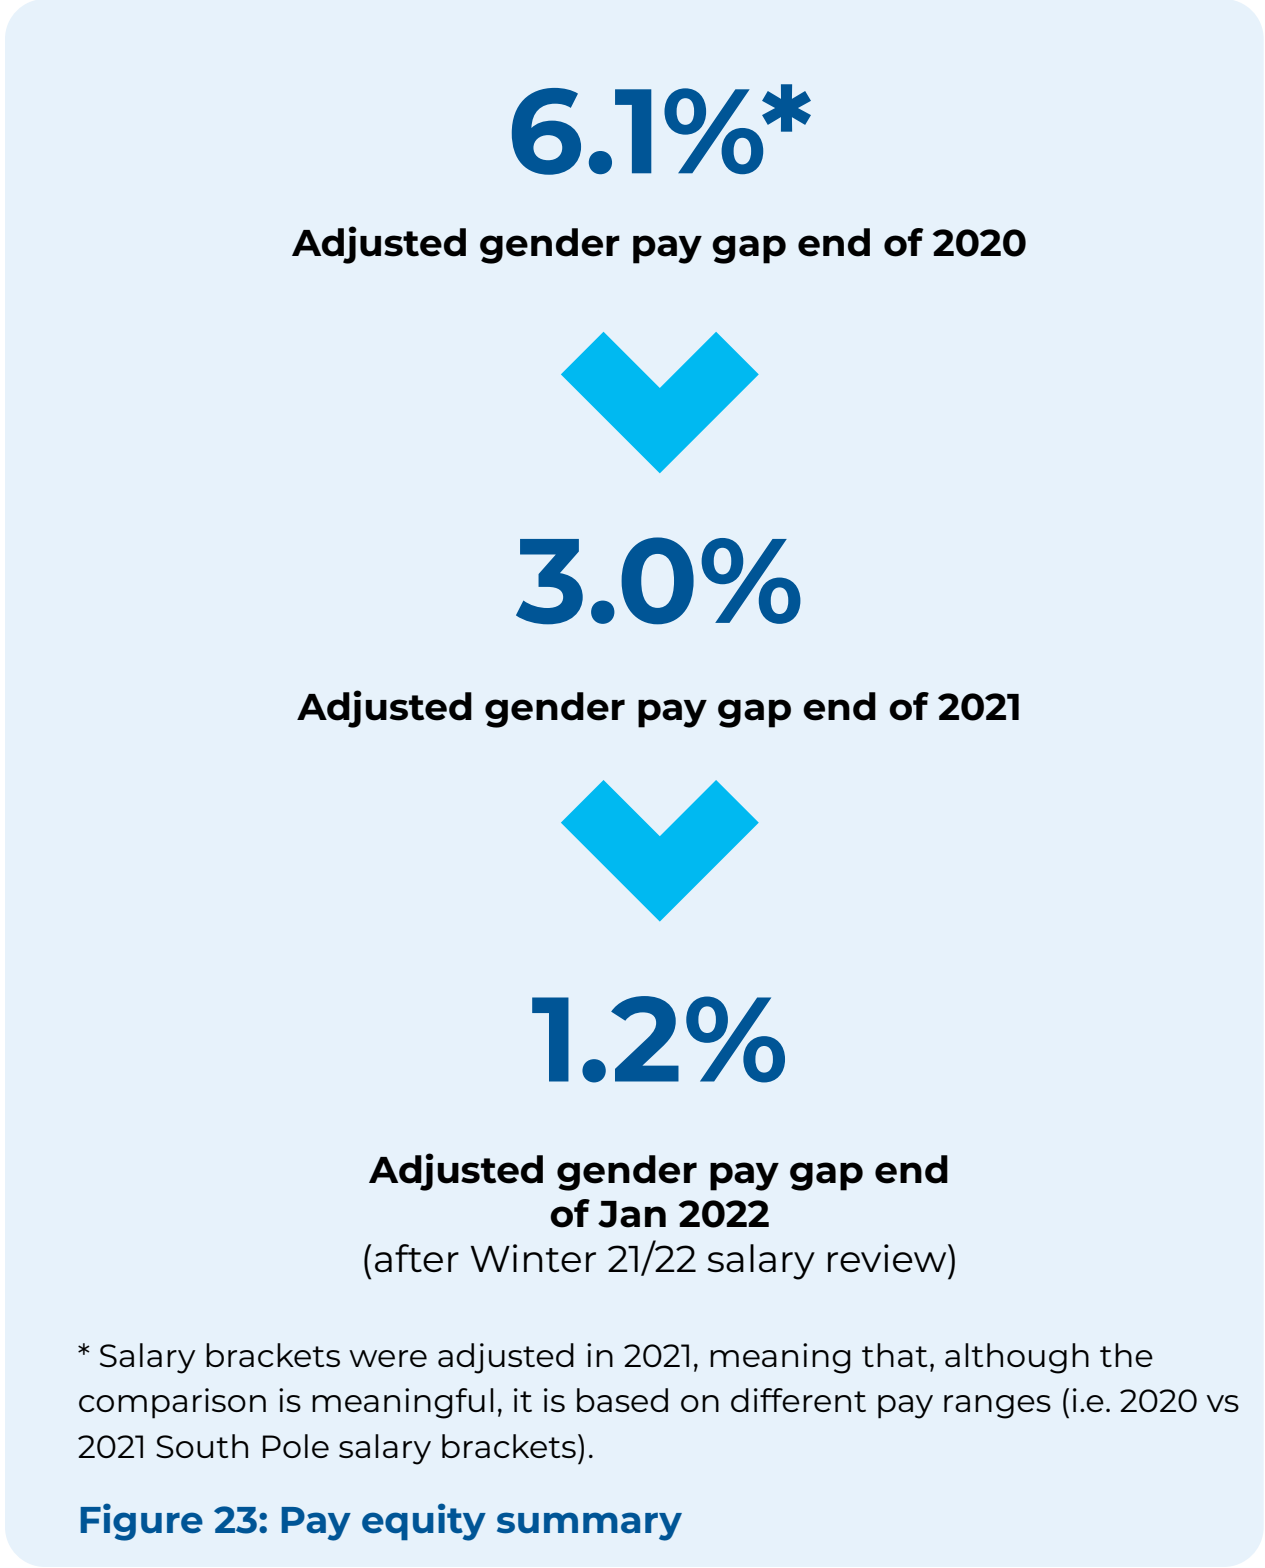 6.1%*
Adjusted gender pay gap end of 2020
3.0%
Adjusted gender pay gap end of 2021
1.2%
Adjusted gender pay gap end
of Jan 2022
(after Winter 21/22 salary review)
* Salary brackets were adjusted in 2021, meaning that, although the
comparison is meaningful, it is based on different pay ranges (i.e. 2020 vs
2021 South Pole salary brackets).
Figure 23: Pay equity summary